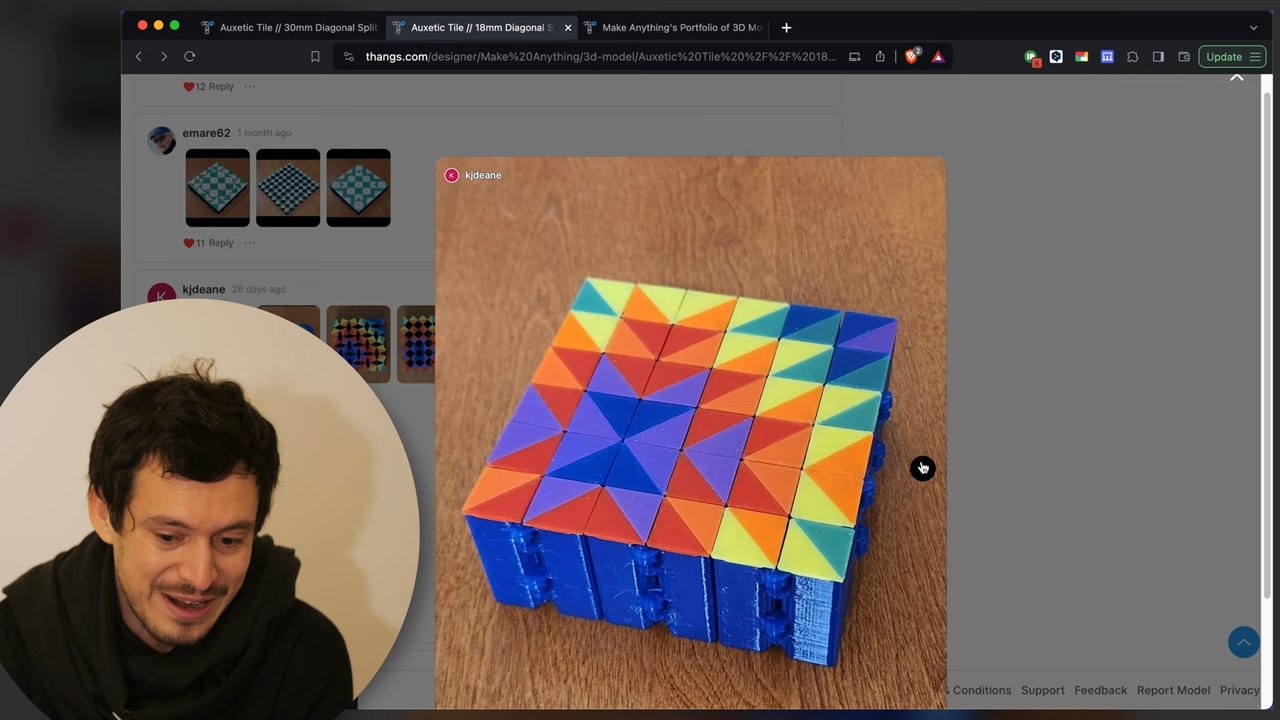 Auxetic Tile // 30mm Diagonal Split
Auxetic Tile // 18mm Diagonal S
Make Anything's Portfolio of 3D Mo
thangs.com/designer/Make%20Anything/3d-model/Auxetic%20Tile%20%2F%2F%2018...
2
6
Update
12 Reply
emare62 1 month ago
11 Reply
K kjdeane
K kjdeane 28 days ago
& Conditions Support Feedback Report Model Privacy